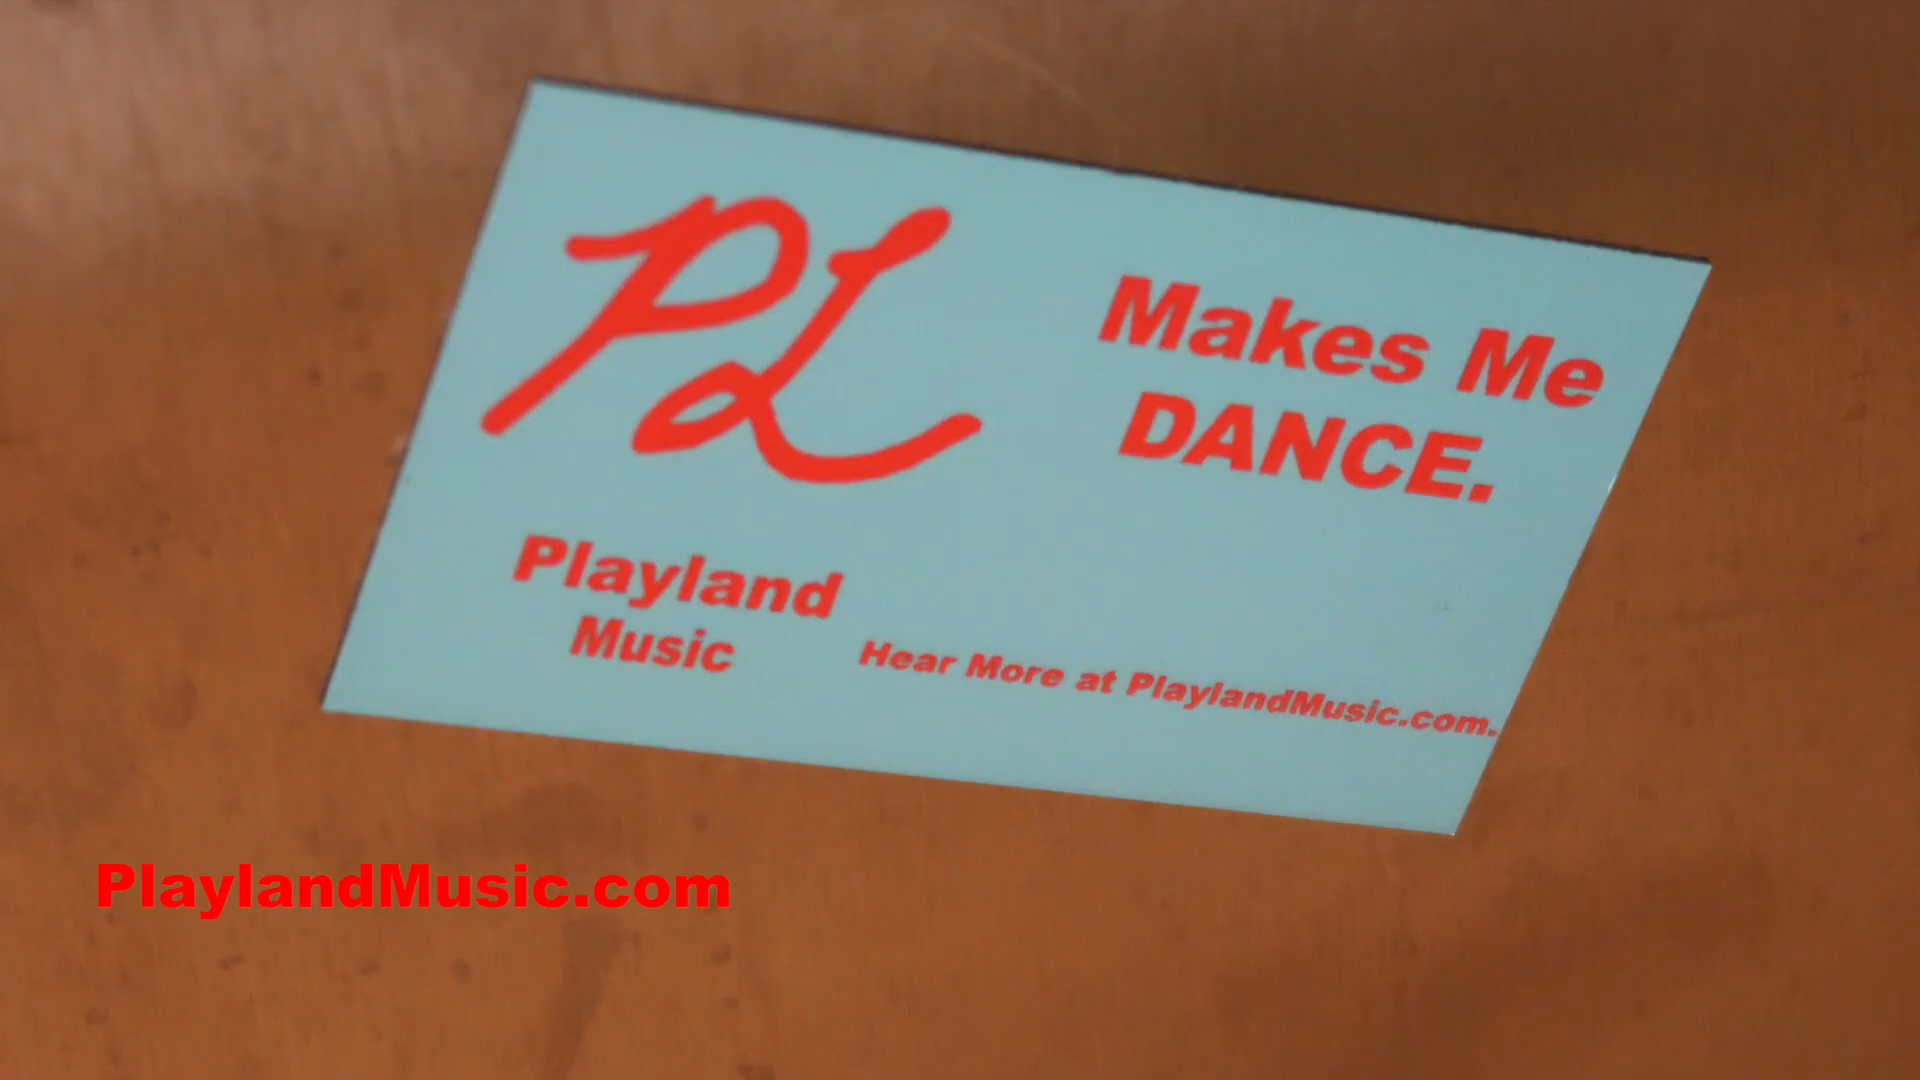 PL
Makes Me
DANCE.
Playland
Music
Hear More at PlaylandMusic.com.
PlaylandMusic.com